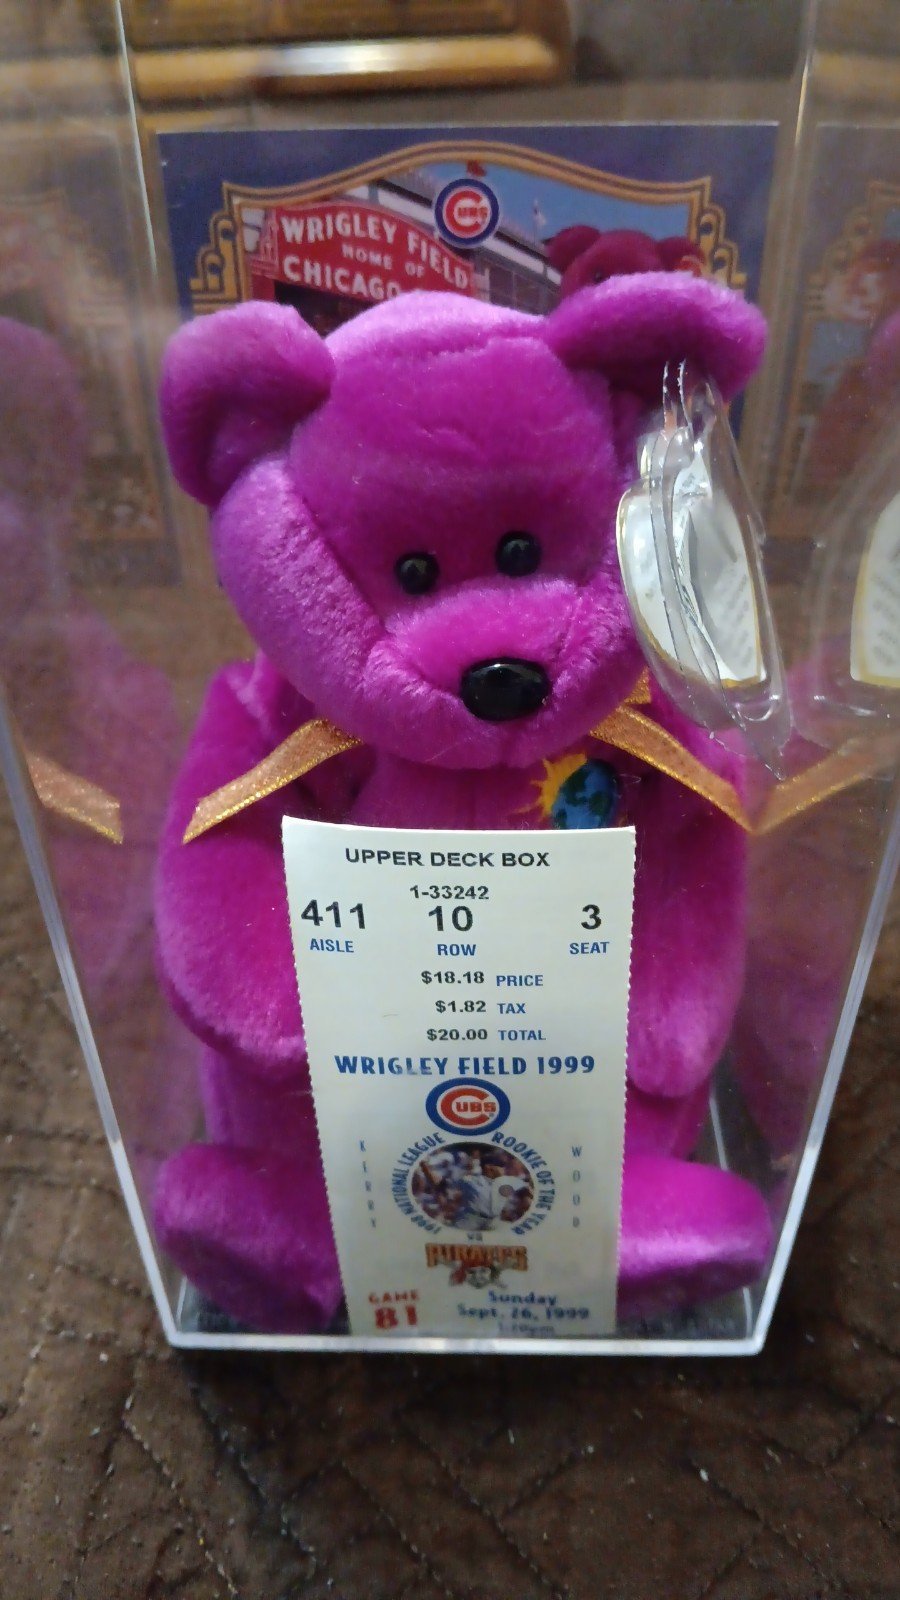 CUBS
WRIGLEY FIELD
HOME OF
CHICAGO
UPPER DECK BOX
1-33242
411 10 3
AISLE ROW SEAT
$18.18 PRICE
$1.82 TAX
$20.00 TOTAL
WRIGLEY FIELD 1999
CUBS
KERRY WOOD
1998 NATIONAL LEAGUE ROOKIE OF THE YEAR
VS
PIRATES
GAME Sunday
81 Sept. 26, 1999